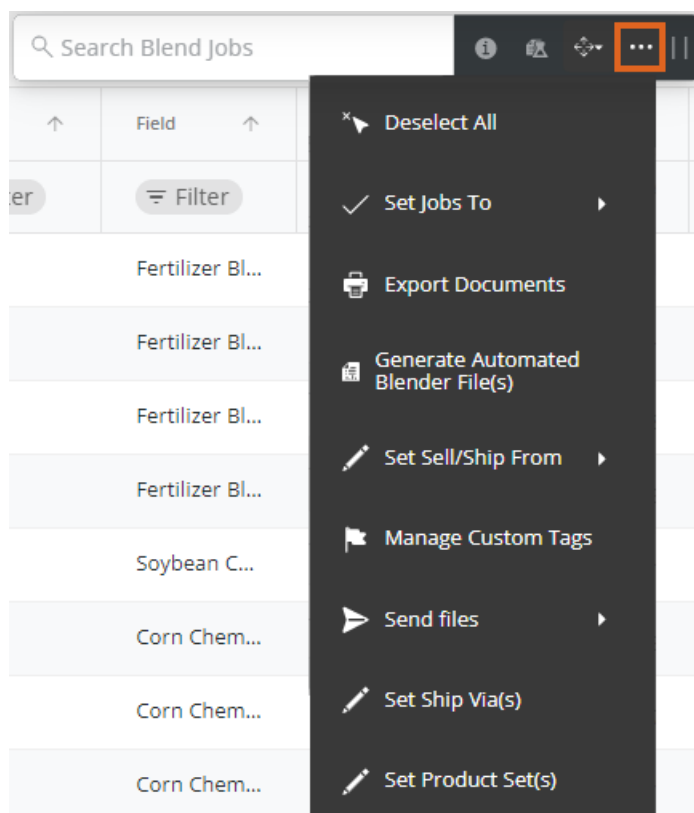 Search Blend Jobs
Field
er
Filter
Deselect All
Set Jobs To
Export Documents
Generate Automated
Blender File(s)
Set Sell/Ship From
Manage Custom Tags
Send files
Set Ship Via(s)
Set Product Set(s)
Fertilizer Bl...
Fertilizer Bl...
Fertilizer Bl...
Fertilizer Bl...
Soybean C...
Corn Chem...
Corn Chem...
Corn Chem...